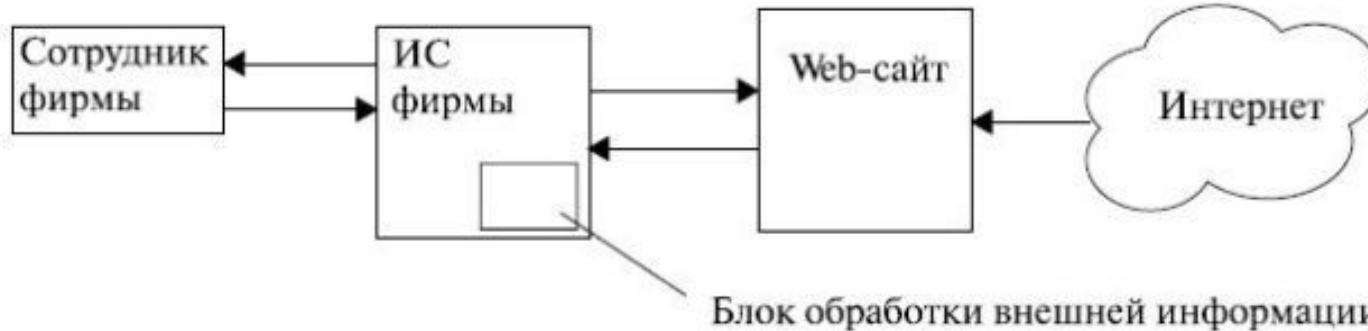 Сотрудник
фирмы
ИС
фирмы
Web-сайт
Интернет
Блок обработки внешней информации